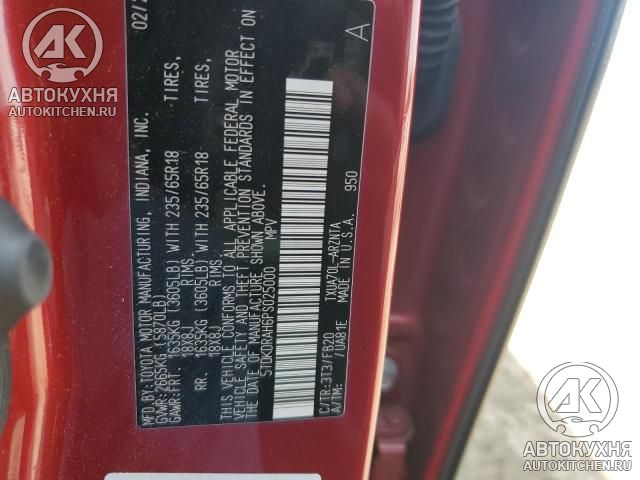 02/
MFD. BY: TOYOTA MOTOR MANUFACTURING, INDIANA, INC.
GVWR: 2665KG (5870LB)
GAWR: FRT. 1635KG (3605LB) WITH 235/65R18 TIRES,
18X8J RIMS.
RR. 1635KG (3605LB) WITH 235/65R18 TIRES,
18X8J RIMS.
THIS VEHICLE CONFORMS TO ALL APPLICABLE FEDERAL MOTOR
VEHICLE SAFETY AND THEFT PREVENTION STANDARDS IN EFFECT ON
THE DATE OF MANUFACTURE SHOWN ABOVE.
5TDKDRAH6PS025000 MPV
A
C/TR: 3T3/FB20 TXUA70L-ARZNTA 950
A/TM: /UA81E MADE IN U.S.A.
АК
АВТОКУХНЯ
AUTOKITCHEN.RU
АК
АВТОКУХНЯ
AUTOKITCHEN.RU